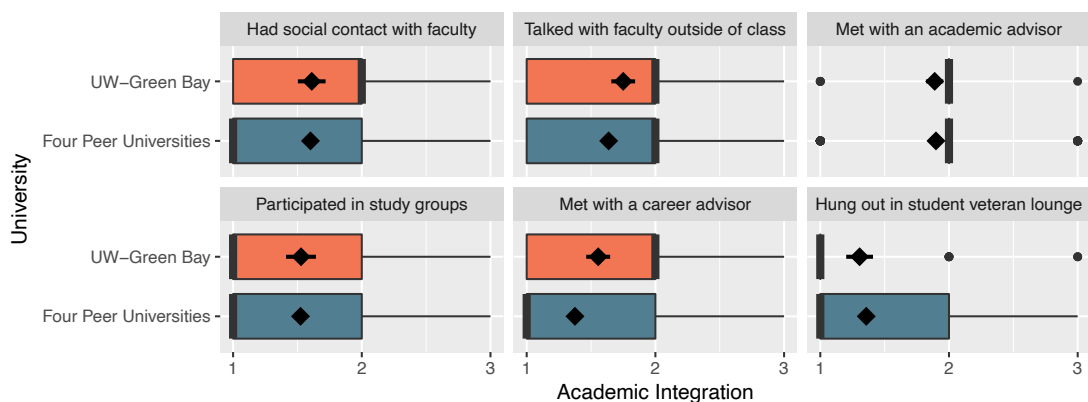 Had social contact with faculty
Talked with faculty outside of class
Met with an academic advisor
UW−Green Bay
Four Peer Universities
University
Participated in study groups
Met with a career advisor
Hung out in student veteran lounge
UW−Green Bay
Four Peer Universities
1 2 3 1 2 3 1 2 3
Academic Integration